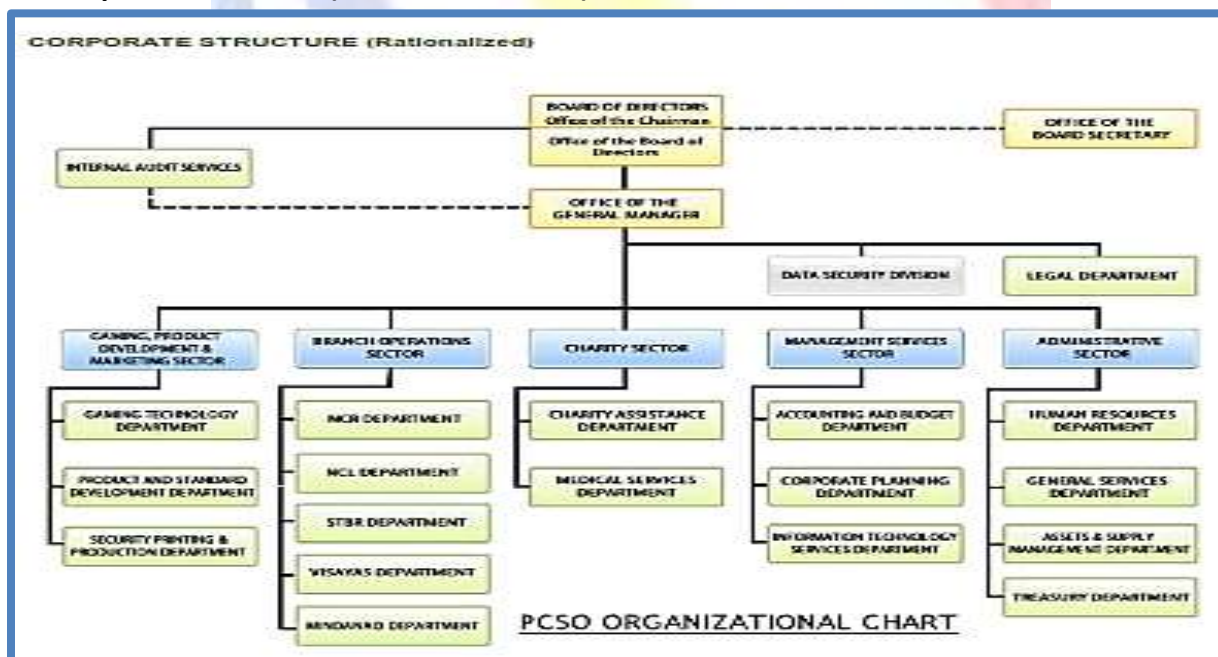 CORPORATE STRUCTURE (Rationalized)
BOARD OF DIRECTORS
Office of the Chairman
Office of the Board of
Directors
OFFICE OF THE
BOARD SECRETARY
INTERNAL AUDIT SERVICES
OFFICE OF THE
GENERAL MANAGER
DATA SECURITY DIVISION
LEGAL DEPARTMENT
GAMING, PRODUCT
DEVELOPMENT &
MARKETING SECTOR
BRANCH OPERATIONS
SECTOR
CHARITY SECTOR
MANAGEMENT SERVICES
SECTOR
ADMINISTRATIVE
SECTOR
GAMING TECHNOLOGY
DEPARTMENT
PRODUCT AND STANDARD
DEVELOPMENT DEPARTMENT
SECURITY PRINTING &
PRODUCTION DEPARTMENT
NCR DEPARTMENT
NCL DEPARTMENT
STBR DEPARTMENT
VISAYAS DEPARTMENT
MINDANAO DEPARTMENT
CHARITY ASSISTANCE
DEPARTMENT
MEDICAL SERVICES
DEPARTMENT
ACCOUNTING AND BUDGET
DEPARTMENT
CORPORATE PLANNING
DEPARTMENT
INFORMATION TECHNOLOGY
SERVICES DEPARTMENT
HUMAN RESOURCES
DEPARTMENT
GENERAL SERVICES
DEPARTMENT
ASSETS & SUPPLY
MANAGEMENT DEPARTMENT
TREASURY DEPARTMENT
PCSO ORGANIZATIONAL CHART